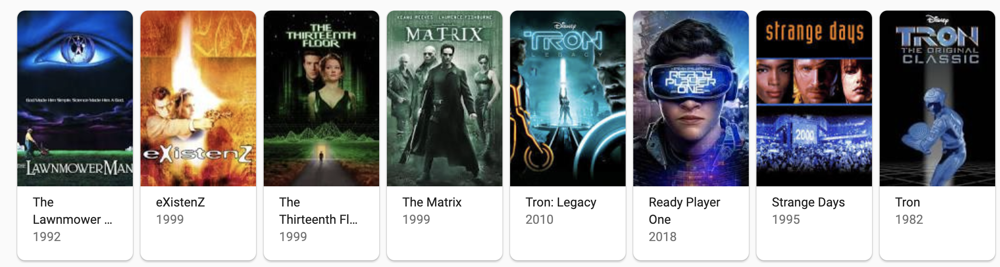 God Made Him Simple. Science Made Him A God.
THE LAWNMOWER MAN
The
Lawnmower ...
1992
eXistenZ
eXistenZ
1999
THE
THIRTEENTH
FLOOR
The
Thirteenth Fl...
1999
KEANU REEVES LAURENCE FISHBURNE
THE
MATRIX
The Matrix
1999
Disney
TRON
LEGACY
Tron: Legacy
2010
READY
PLAYER
ONE
Ready Player
One
2018
strange days
2000
Strange Days
1995
Disney
TRON
THE ORIGINAL
CLASSIC
Tron
1982